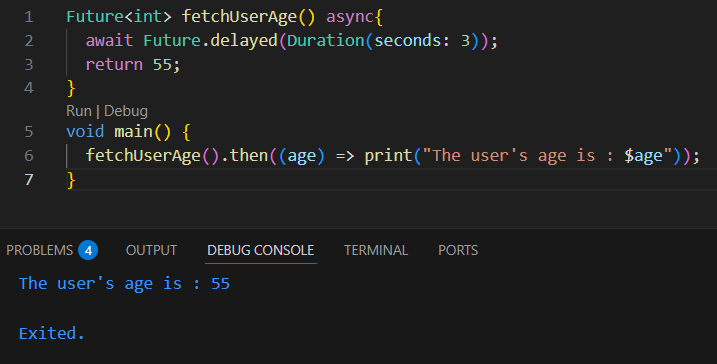 1 Future<int> fetchUserAge() async{
2 await Future.delayed(Duration(seconds: 3));
3 return 55;
4 }
Run | Debug
5 void main() {
6 fetchUserAge().then((age) => print("The user's age is : $age"));
7 }
PROBLEMS 4 OUTPUT DEBUG CONSOLE TERMINAL PORTS
The user's age is : 55
Exited.